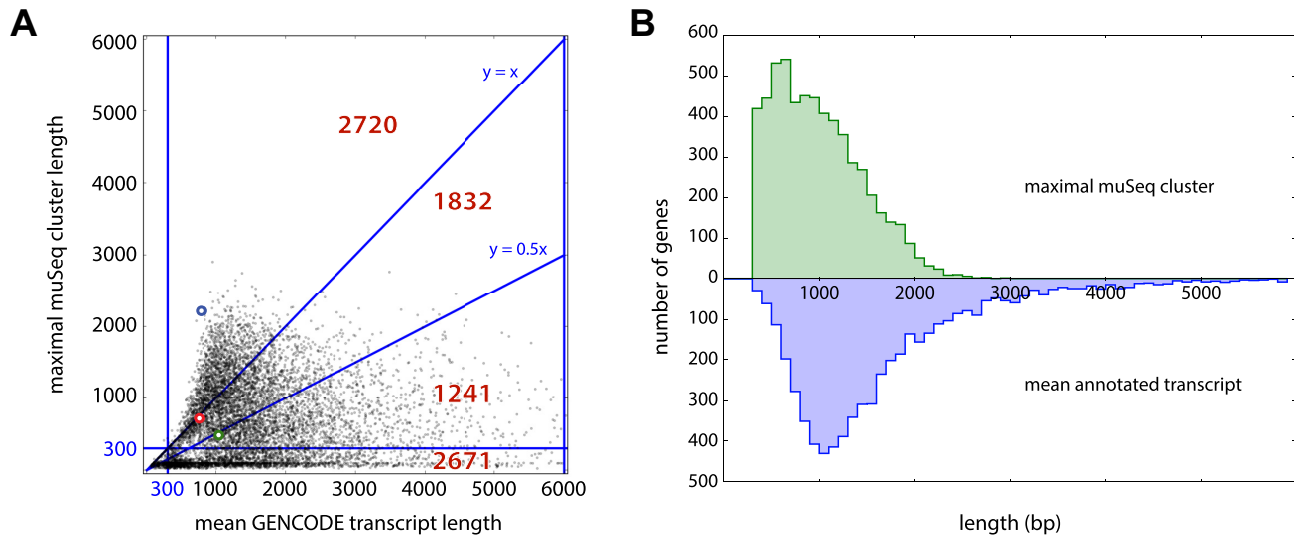 A
maximal muSeq cluster length
6000
5000
4000
3000
2000
1000
300
y = x
2720
1832
y = 0.5x
1241
2671
300 1000 2000 3000 4000 5000 6000
mean GENCODE transcript length
B
number of genes
600
500
400
300
200
100
0
100
200
300
400
500
maximal muSeq cluster
1000 2000 3000 4000 5000
mean annotated transcript
length (bp)